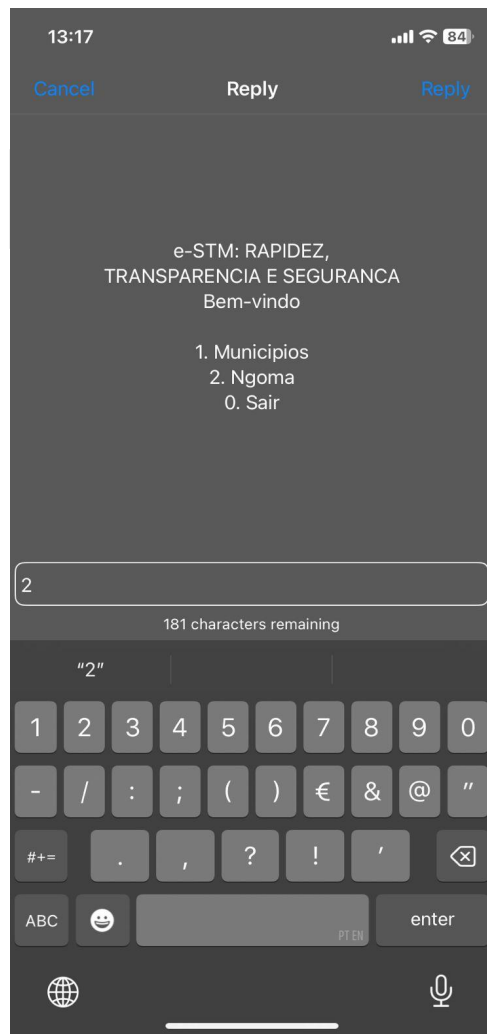 13:17
84
Cancel Reply Reply
e-STM: RAPIDEZ,
TRANSPARENCIA E SEGURANCA
Bem-vindo
1. Municipios
2. Ngoma
0. Sair
2
181 characters remaining
“2”
1 2 3 4 5 6 7 8 9 0
- / : ; ( ) € & @ "
#+= . , ? ! '
ABC PT EN enter